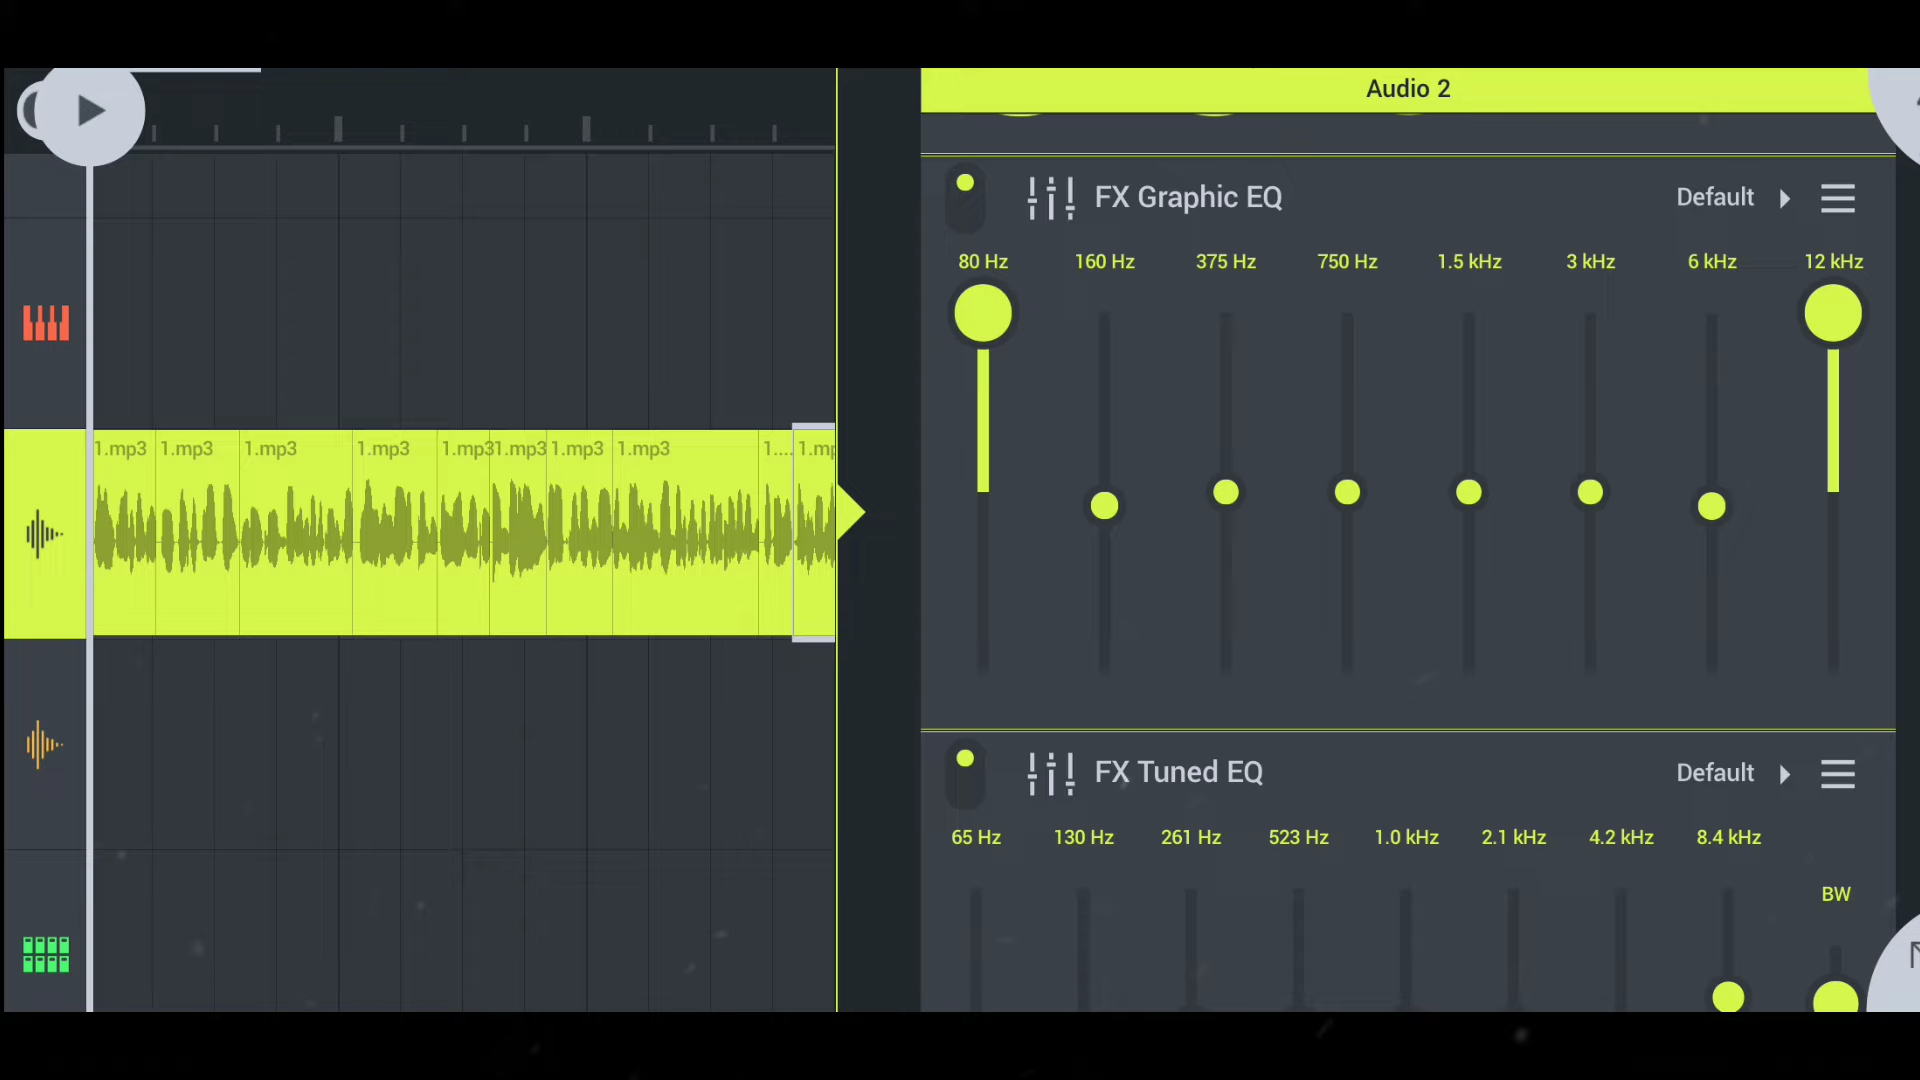 Audio 2
FX Graphic EQ Default
80 Hz 160 Hz 375 Hz 750 Hz 1.5 kHz 3 kHz 6 kHz 12 kHz
1.mp3 1.mp3 1.mp3 1.mp3 1.mp3 1.mp3 1.mp3 1.mp3 1.... 1.mp
FX Tuned EQ Default
65 Hz 130 Hz 261 Hz 523 Hz 1.0 kHz 2.1 kHz 4.2 kHz 8.4 kHz
BW